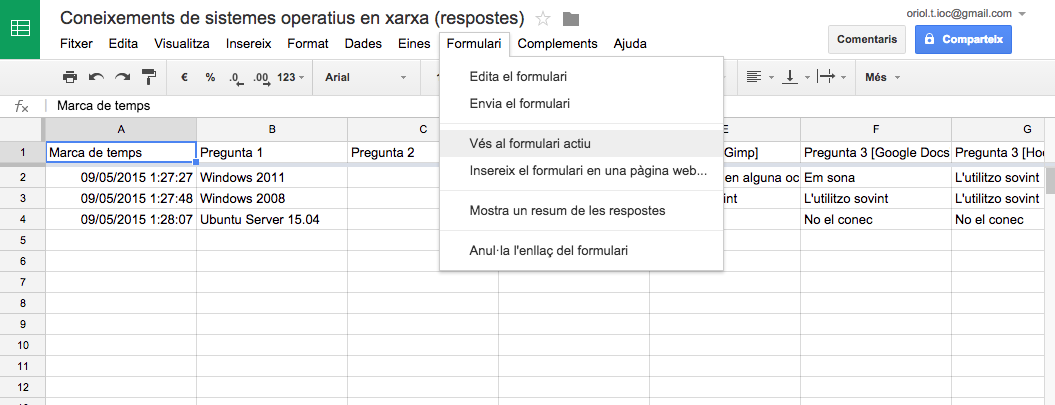 Coneixements de sistemes operatius en xarxa (respostes)
oriol.t.ioc@gmail.com
Fitxer Edita Visualitza Insereix Format Dades Eines Formulari Complements Ajuda
Comentaris
Comparteix
€ % .0 .00 123 Arial Més
fx Marca de temps
A B C E F G
1 Marca de temps Pregunta 1 Pregunta 2 [Gimp] Pregunta 3 [Google Docs Pregunta 3 [Ho
2 09/05/2015 1:27:27 Windows 2011 en alguna oc Em sona L'utilitzo sovint
3 09/05/2015 1:27:48 Windows 2008 int L'utilitzo sovint L'utilitzo sovint
4 09/05/2015 1:28:07 Ubuntu Server 15.04 No el conec No el conec
5
6
7
8
9
10
11
12
Edita el formulari
Envia el formulari
Vés al formulari actiu
Insereix el formulari en una pàgina web...
Mostra un resum de les respostes
Anul·la l'enllaç del formulari